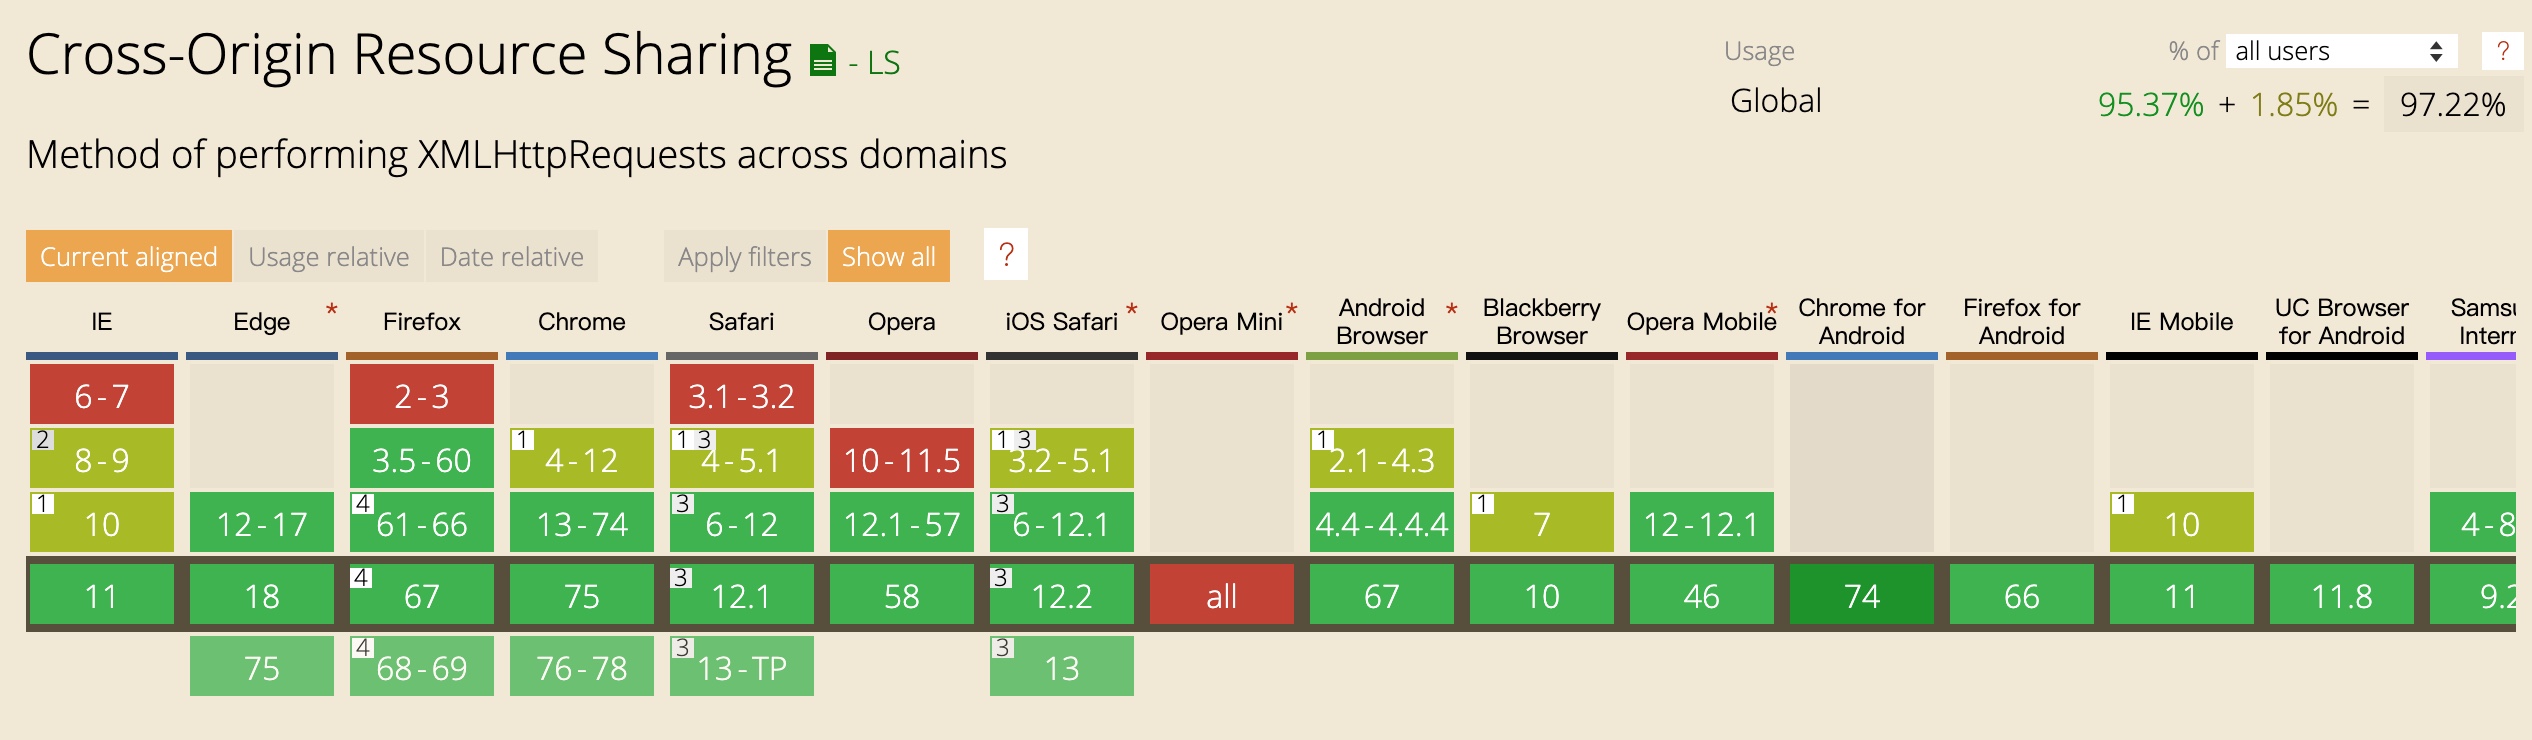 Cross-Origin Resource Sharing - LS
Usage % of all users ?
Global 95.37% + 1.85% = 97.22%
Method of performing XMLHttpRequests across domains
Current aligned Usage relative Date relative Apply filters Show all ?
IE Edge * Firefox Chrome Safari Opera iOS Safari * Opera Mini * Android Browser * Blackberry Browser Opera Mobile * Chrome for Android Firefox for Android IE Mobile UC Browser for Android
6-7 2-3 3.1-3.2
2 8-9 3.5-60 1 4-12 1 3 4-5.1 10-11.5 1 3 3.2-5.1 1 2.1-4.3
1 10 12-17 4 61-66 13-74 3 6-12 12.1-57 3 6-12.1 4.4-4.4.4 1 7 12-12.1 1 10 4-8
11 18 4 67 75 3 12.1 58 3 12.2 all 67 10 46 74 66 11 11.8 9.2
75 4 68-69 76-78 3 13-TP 3 13